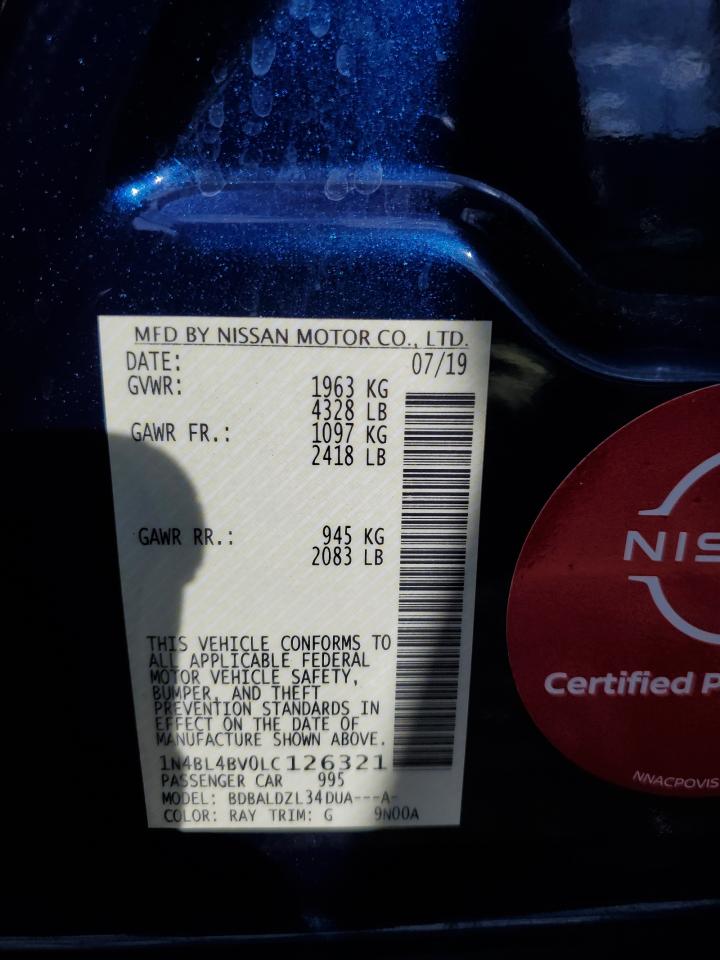 MFD BY NISSAN MOTOR CO., LTD.
DATE: 07/19
GVWR: 1963 KG
4328 LB
GAWR FR.: 1097 KG
2418 LB
GAWR RR.: 945 KG
2083 LB
THIS VEHICLE CONFORMS TO
ALL APPLICABLE FEDERAL
MOTOR VEHICLE SAFETY,
BUMPER, AND THEFT
PREVENTION STANDARDS IN
EFFECT ON THE DATE OF
MANUFACTURE SHOWN ABOVE.
1N4BL4BV0LC126321
PASSENGER CAR 995
MODEL: BDBALDZL34DUA---A-
COLOR: RAY TRIM: G 9N00A
NIS
Certified P
NNACPOVIS